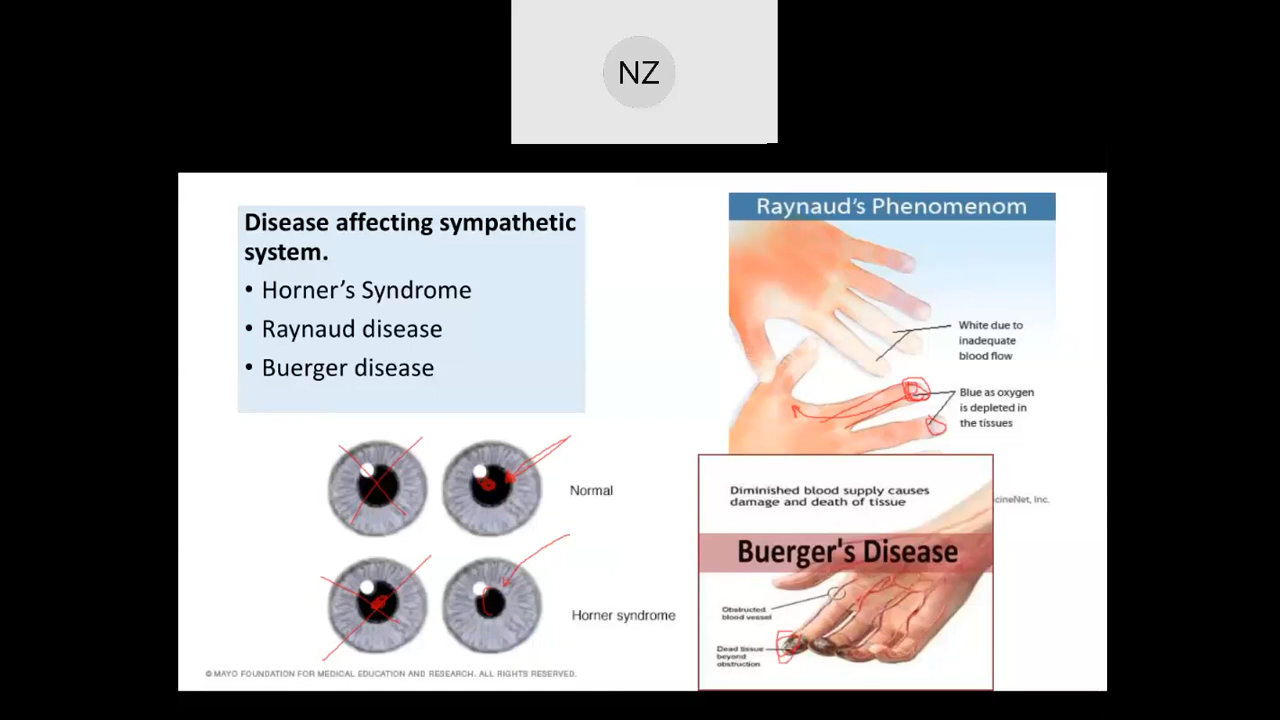 NZ
Disease affecting sympathetic
system.
• Horner’s Syndrome
• Raynaud disease
• Buerger disease
Normal
Horner syndrome
© MAYO FOUNDATION FOR MEDICAL EDUCATION AND RESEARCH. ALL RIGHTS RESERVED.
Raynaud’s Phenomenom
White due to
inadequate
blood flow
Blue as oxygen
is depleted in
the tissues
cineNet, Inc.
Diminished blood supply causes
damage and death of tissue
Buerger's Disease
Obstructed
blood vessel
Dead tissue
beyond
obstruction